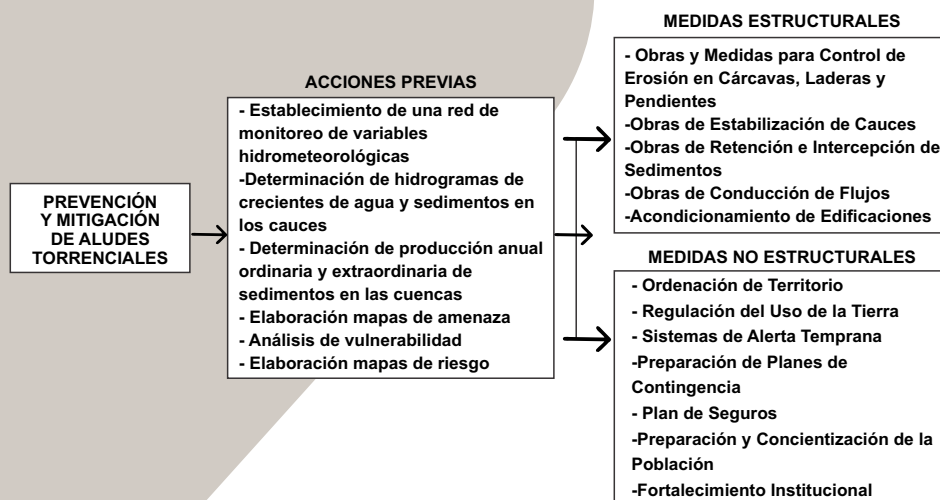 PREVENCIÓN
Y MITIGACIÓN
DE ALUDES
TORRENCIALES
ACCIONES PREVIAS
- Establecimiento de una red de
monitoreo de variables
hidrometeorológicas
-Determinación de hidrogramas de
crecientes de agua y sedimentos en
los cauces
- Determinación de producción anual
ordinaria y extraordinaria de
sedimentos en las cuencas
- Elaboración mapas de amenaza
- Análisis de vulnerabilidad
- Elaboración mapas de riesgo
MEDIDAS ESTRUCTURALES
- Obras y Medidas para Control de
Erosión en Cárcavas, Laderas y
Pendientes
-Obras de Estabilización de Cauces
-Obras de Retención e Intercepción de
Sedimentos
-Obras de Conducción de Flujos
-Acondicionamiento de Edificaciones
MEDIDAS NO ESTRUCTURALES
- Ordenación de Territorio
- Regulación del Uso de la Tierra
- Sistemas de Alerta Temprana
-Preparación de Planes de
Contingencia
- Plan de Seguros
-Preparación y Concientización de la
Población
-Fortalecimiento Institucional